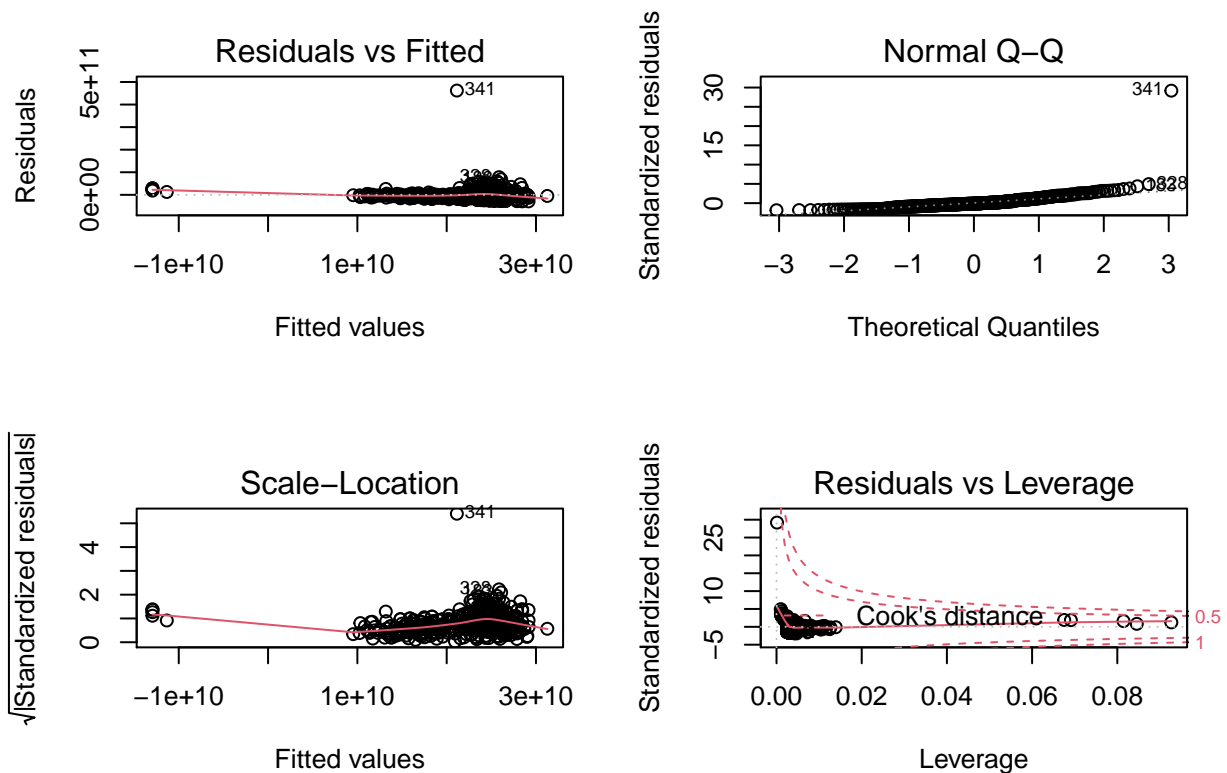 Residuals vs Fitted
Residuals
5e+11
0e+00
341
−1e+10
1e+10
3e+10
Fitted values
Normal Q−Q
Standardized residuals
30
15
0
341
328
−3
−2
−1
0
1
2
3
Theoretical Quantiles
Scale−Location
√|Standardized residuals|
4
2
0
341
−1e+10
1e+10
3e+10
Fitted values
Residuals vs Leverage
Standardized residuals
25
10
−5
Cook's distance
0.5
1
0.00
0.02
0.04
0.06
0.08
Leverage